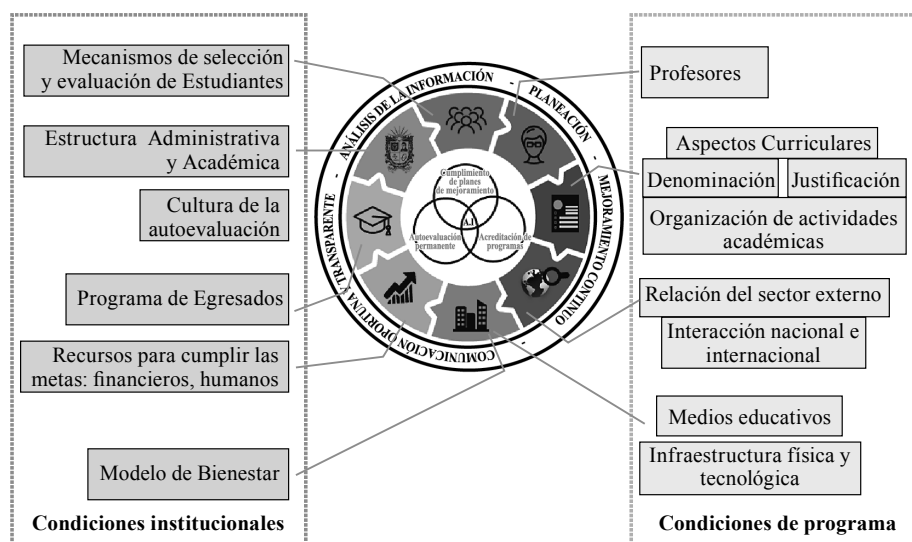 Mecanismos de selección
y evaluación de Estudiantes
Estructura Administrativa
y Académica
Cultura de la
autoevaluación
Programa de Egresados
Recursos para cumplir las
metas: financieros, humanos
Modelo de Bienestar
Condiciones institucionales
ANÁLISIS DE LA INFORMACIÓN - PLANEACIÓN - MEJORAMIENTO CONTINUO - COMUNICACIÓN OPORTUNA Y TRANSPARENTE -
Cumplimiento
de planes
de mejoramiento
A.I
Autoevaluación
permanente
Acreditación de
programas
Profesores
Aspectos Curriculares
Denominación
Justificación
Organización de actividades
académicas
Relación del sector externo
Interacción nacional e
internacional
Medios educativos
Infraestructura física y
tecnológica
Condiciones de programa